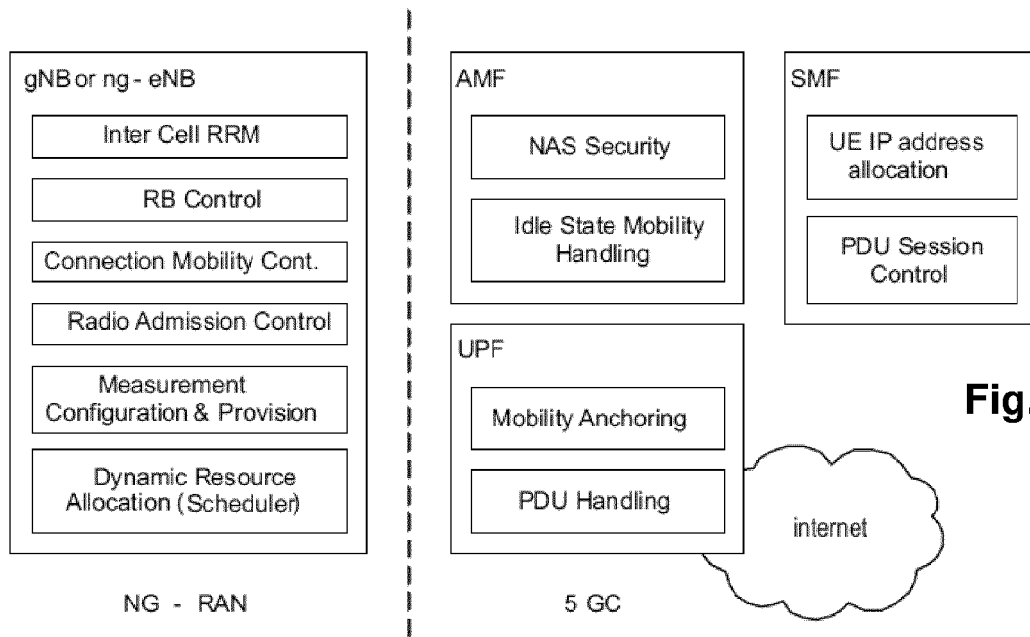 gNB or ng - eNB
Inter Cell RRM
RB Control
Connection Mobility Cont.
Radio Admission Control
Measurement
Configuration & Provision
Dynamic Resource
Allocation (Scheduler)
NG - RAN
AMF
NAS Security
Idle State Mobility
Handling
SMF
UE IP address
allocation
PDU Session
Control
UPF
Mobility Anchoring
PDU Handling
internet
5 GC
Fig.